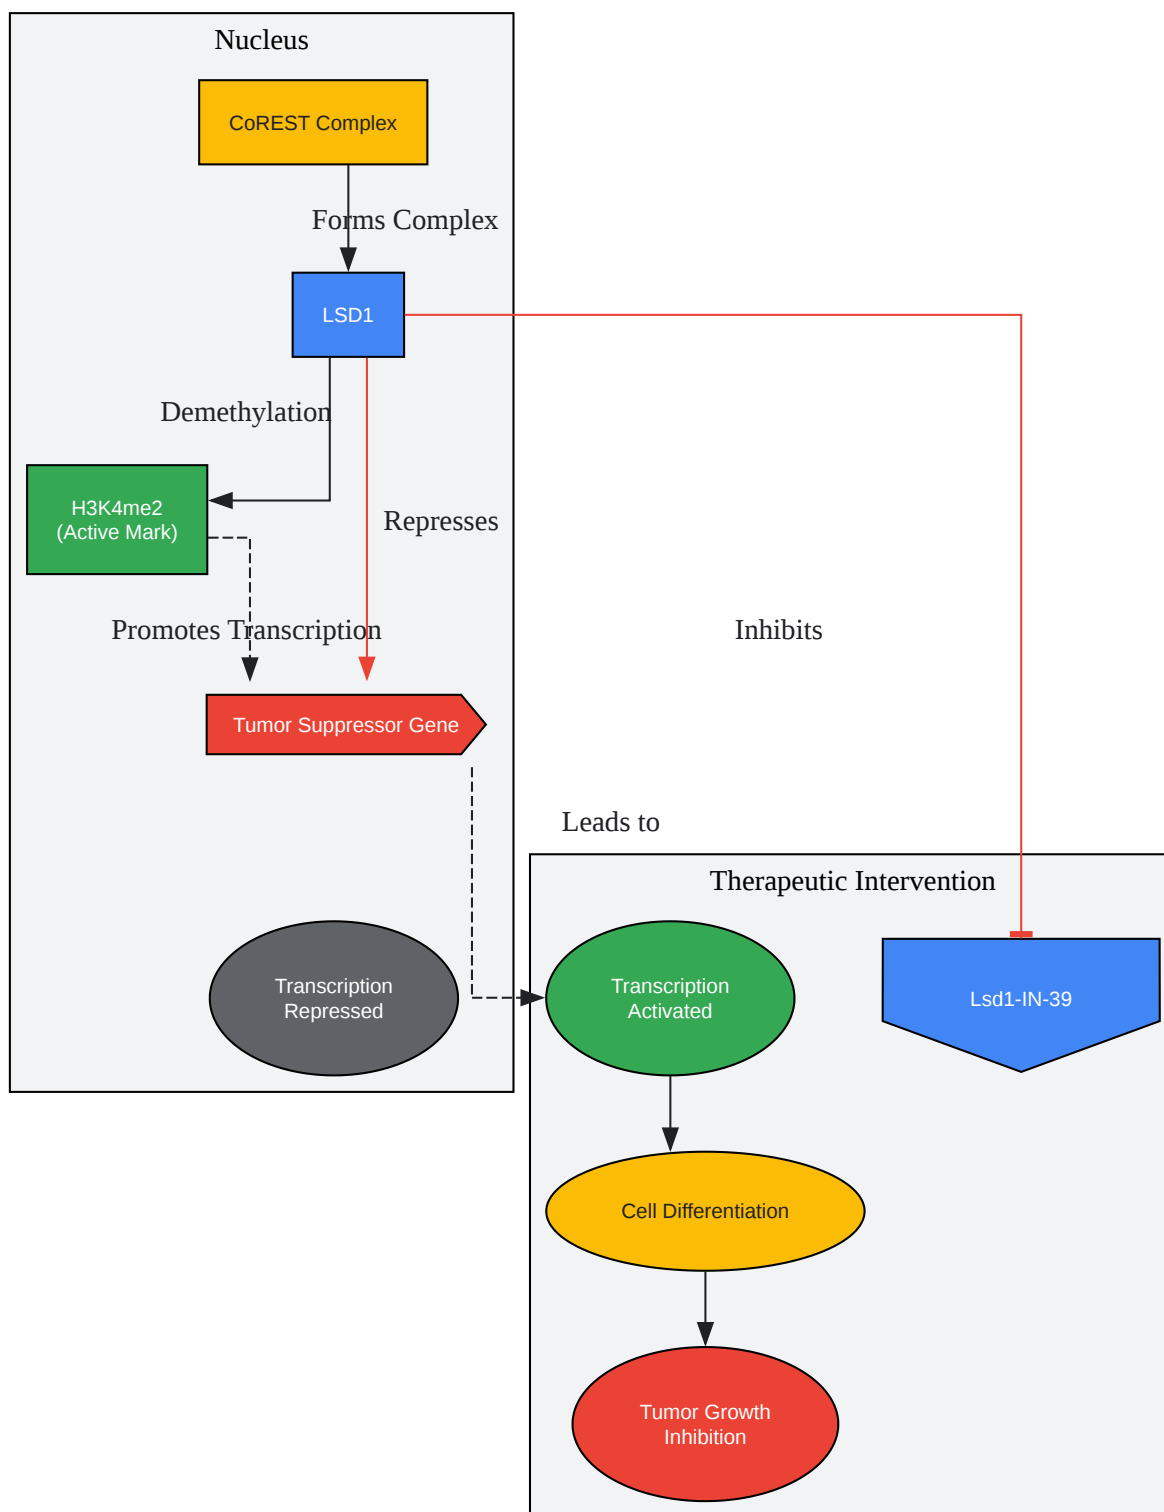 Nucleus
CoREST Complex
Forms Complex
LSD1
Demethylation
H3K4me2
(Active Mark)
Represses
Promotes Transcription
Inhibits
Tumor Suppressor Gene
Leads to
Therapeutic Intervention
Transcription
Repressed
Transcription
Activated
Lsd1-IN-39
Cell Differentiation
Tumor Growth
Inhibition